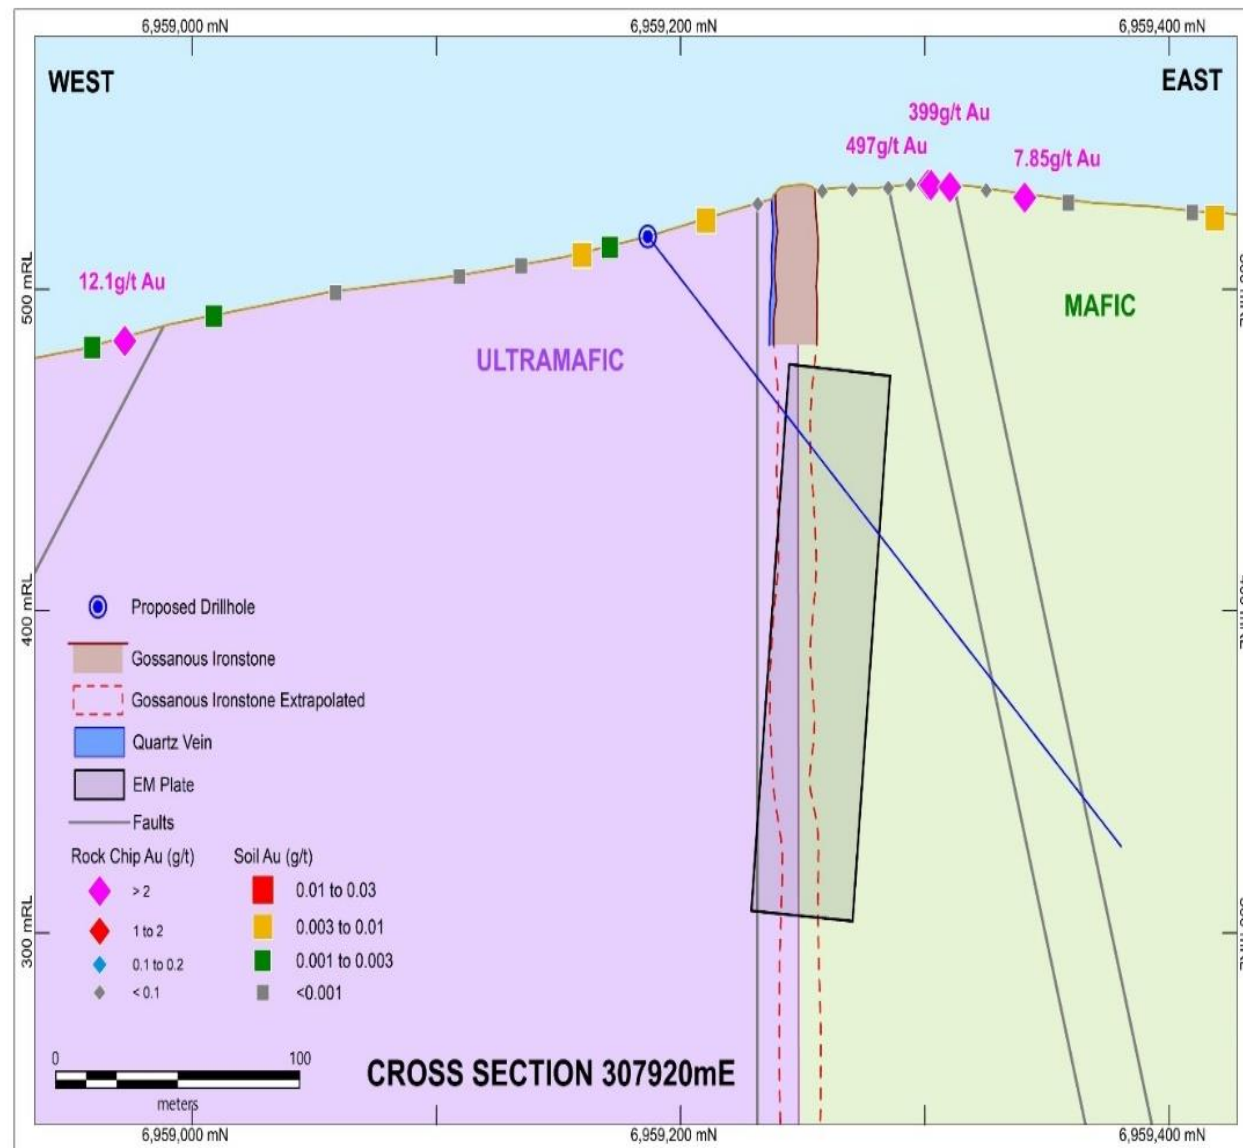 6,959,000 mN
6,959,200 mN
6,959,400 mN
WEST
EAST
399g/t Au
497g/t Au
7.85g/t Au
12.1g/t Au
500 mRL
MAFIC
ULTRAMAFIC
400 mRL
300 mRL
Proposed Drillhole
Gossanous Ironstone
Gossanous Ironstone Extrapolated
Quartz Vein
EM Plate
Faults
Rock Chip Au (g/t)
> 2
1 to 2
0.1 to 0.2
< 0.1
Soil Au (g/t)
0.01 to 0.03
0.003 to 0.01
0.001 to 0.003
<0.001
0
100
meters
CROSS SECTION 307920mE
6,959,000 mN
6,959,200 mN
6,959,400 mN